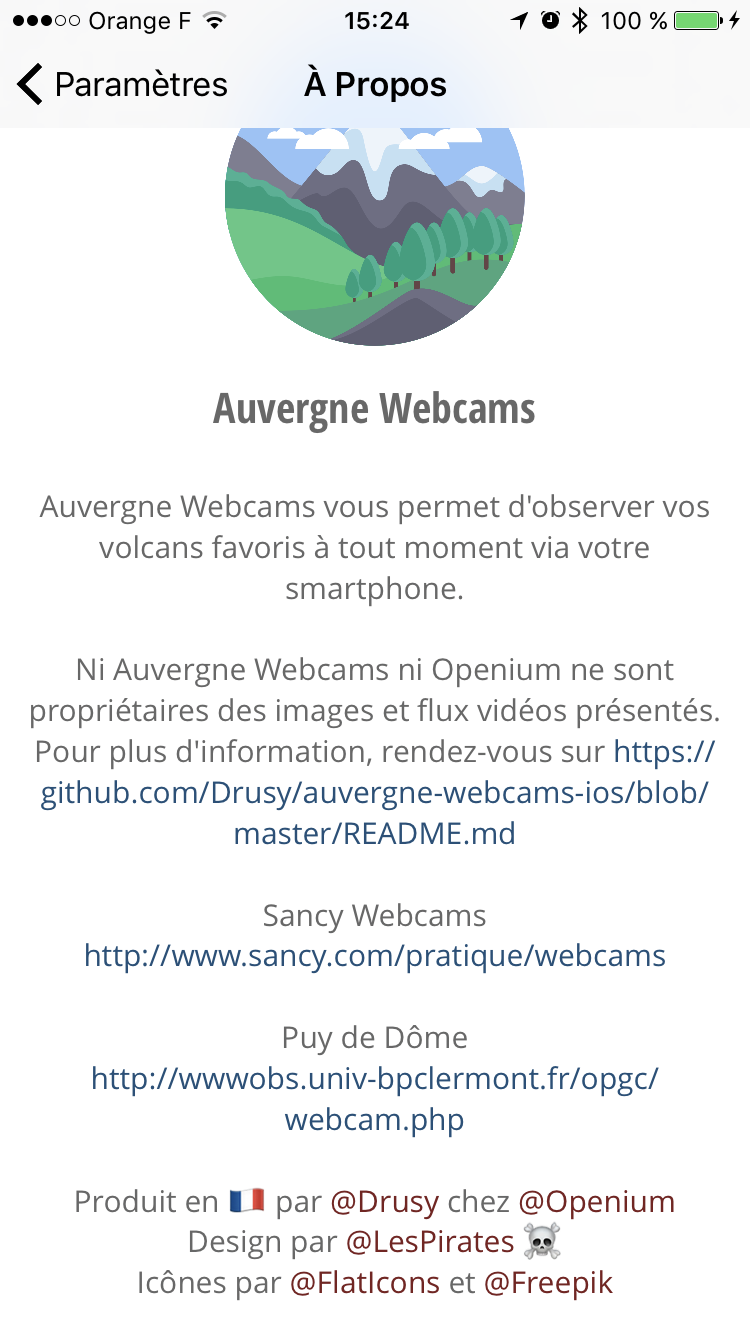 Orange F 15:24 100 %
Paramètres À Propos
Auvergne Webcams
Auvergne Webcams vous permet d'observer vos
volcans favoris à tout moment via votre
smartphone.
Ni Auvergne Webcams ni Openium ne sont
propriétaires des images et flux vidéos présentés.
Pour plus d'information, rendez-vous sur https://
github.com/Drusy/auvergne-webcams-ios/blob/
master/README.md
Sancy Webcams
http://www.sancy.com/pratique/webcams
Puy de Dôme
http://wwwobs.univ-bpclermont.fr/opgc/
webcam.php
Produit en 🇫🇷 par @Drusy chez @Openium
Design par @LesPirates ☠️
Icônes par @FlatIcons et @Freepik